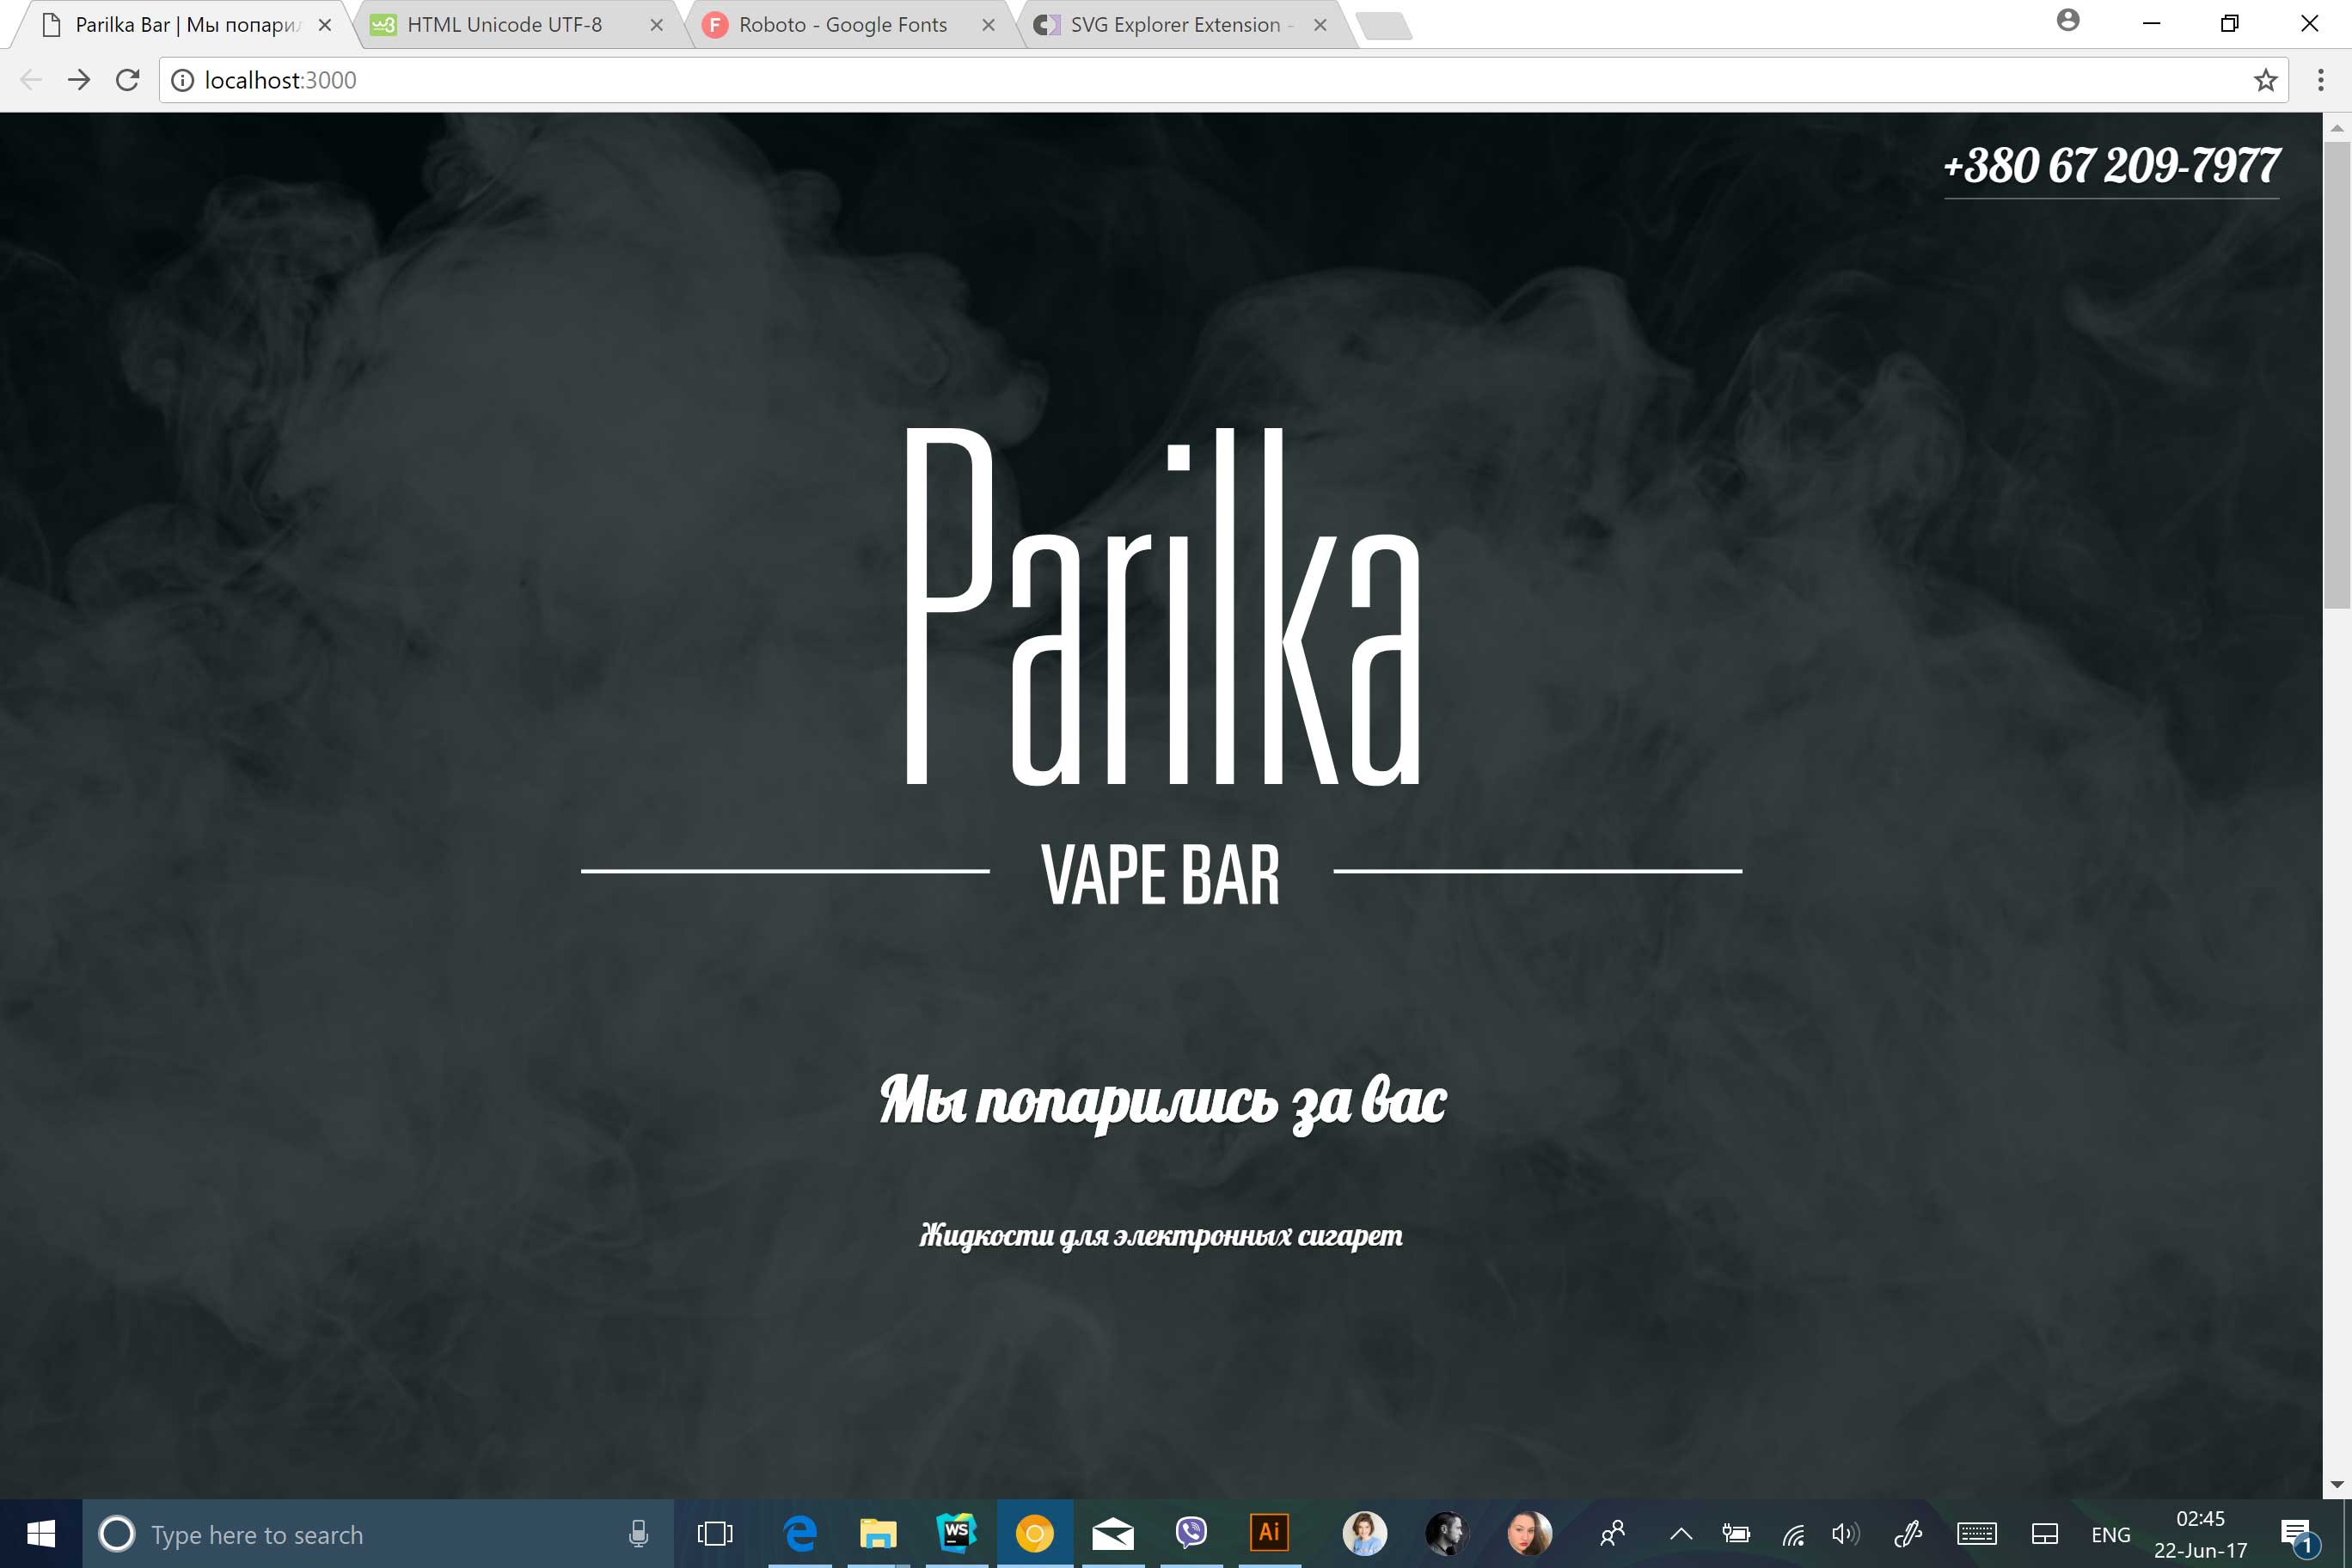 Parilka Bar | Мы попарил
HTML Unicode UTF-8
Roboto - Google Fonts
SVG Explorer Extension -
localhost:3000
+380 67 209-7977
Parilka
VAPE BAR
Мы попарились за вас
Жидкости для электронных сигарет
Type here to search
WS
Ai
ENG
02:45
22-Jun-17
1